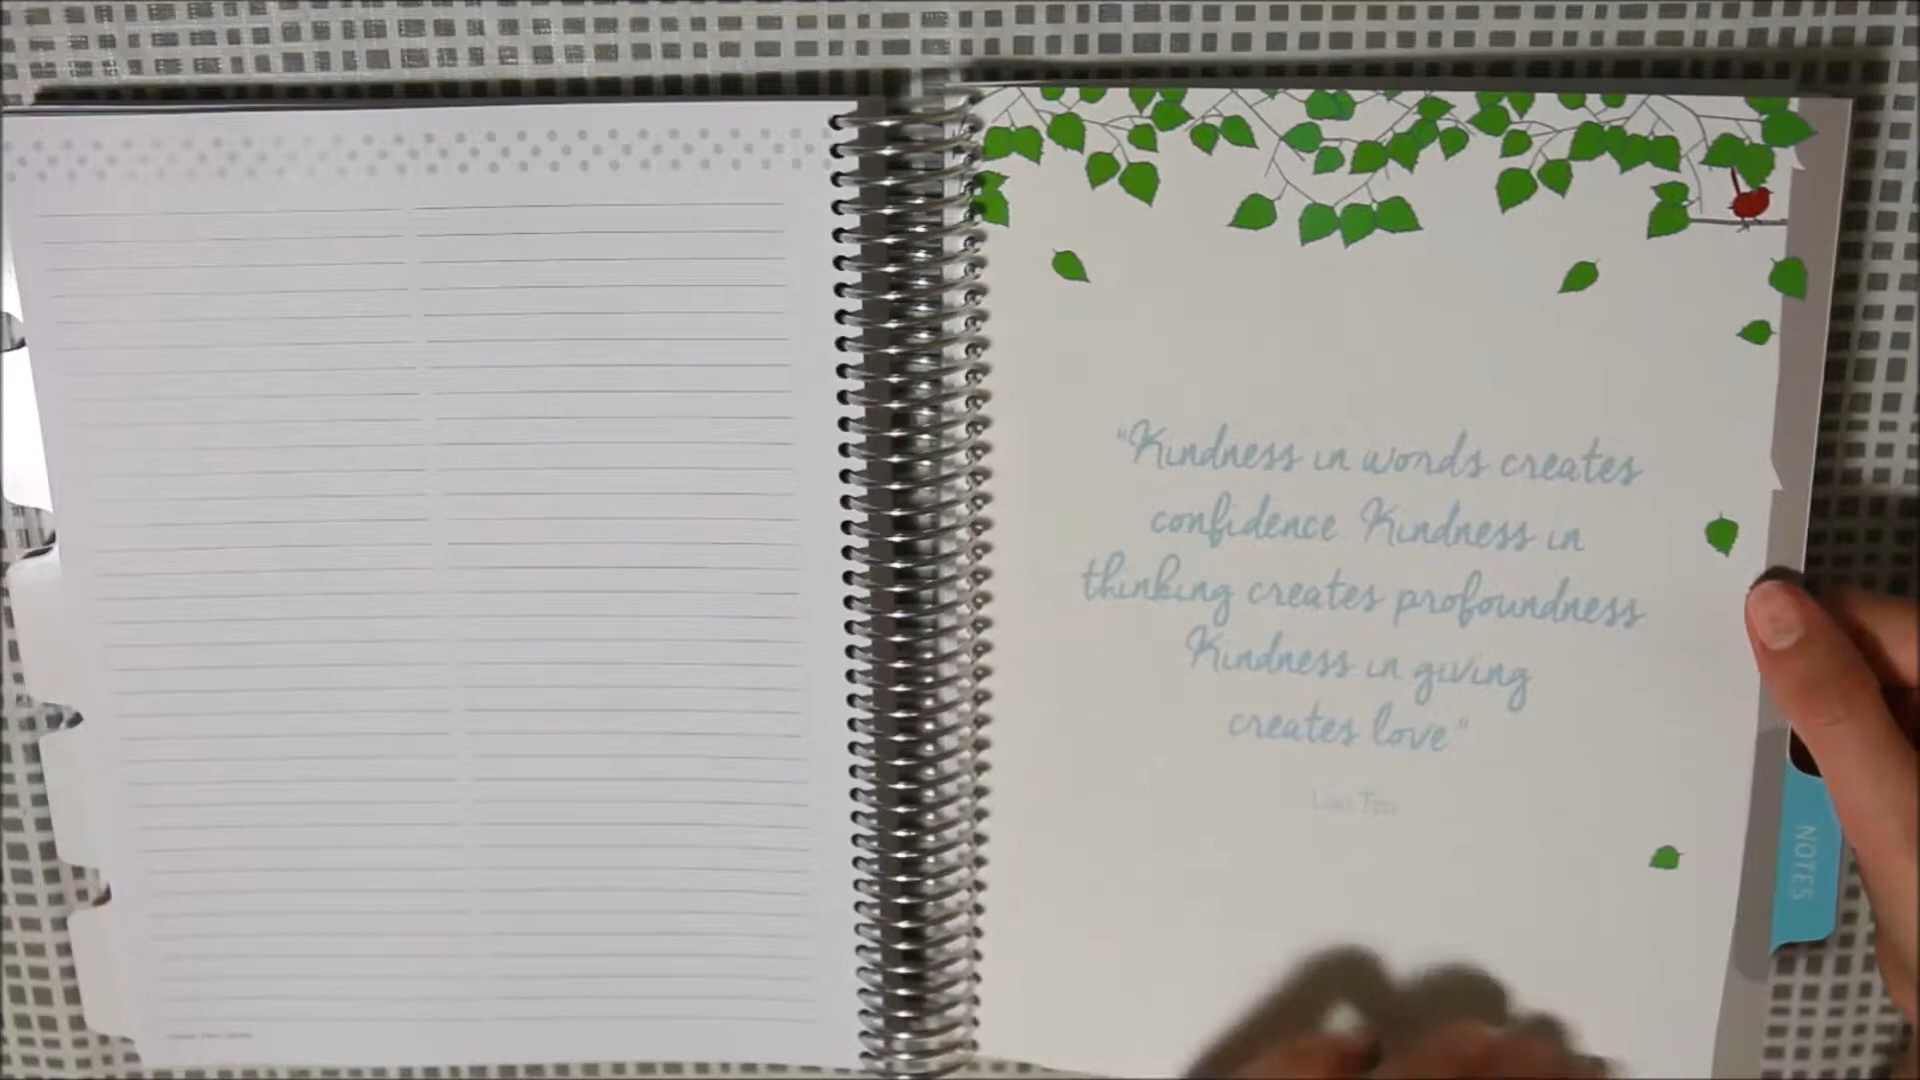 "Kindness in words creates
confidence. Kindness in
thinking creates profoundness
Kindness in giving
creates love"
Lao Tzu
NOTES